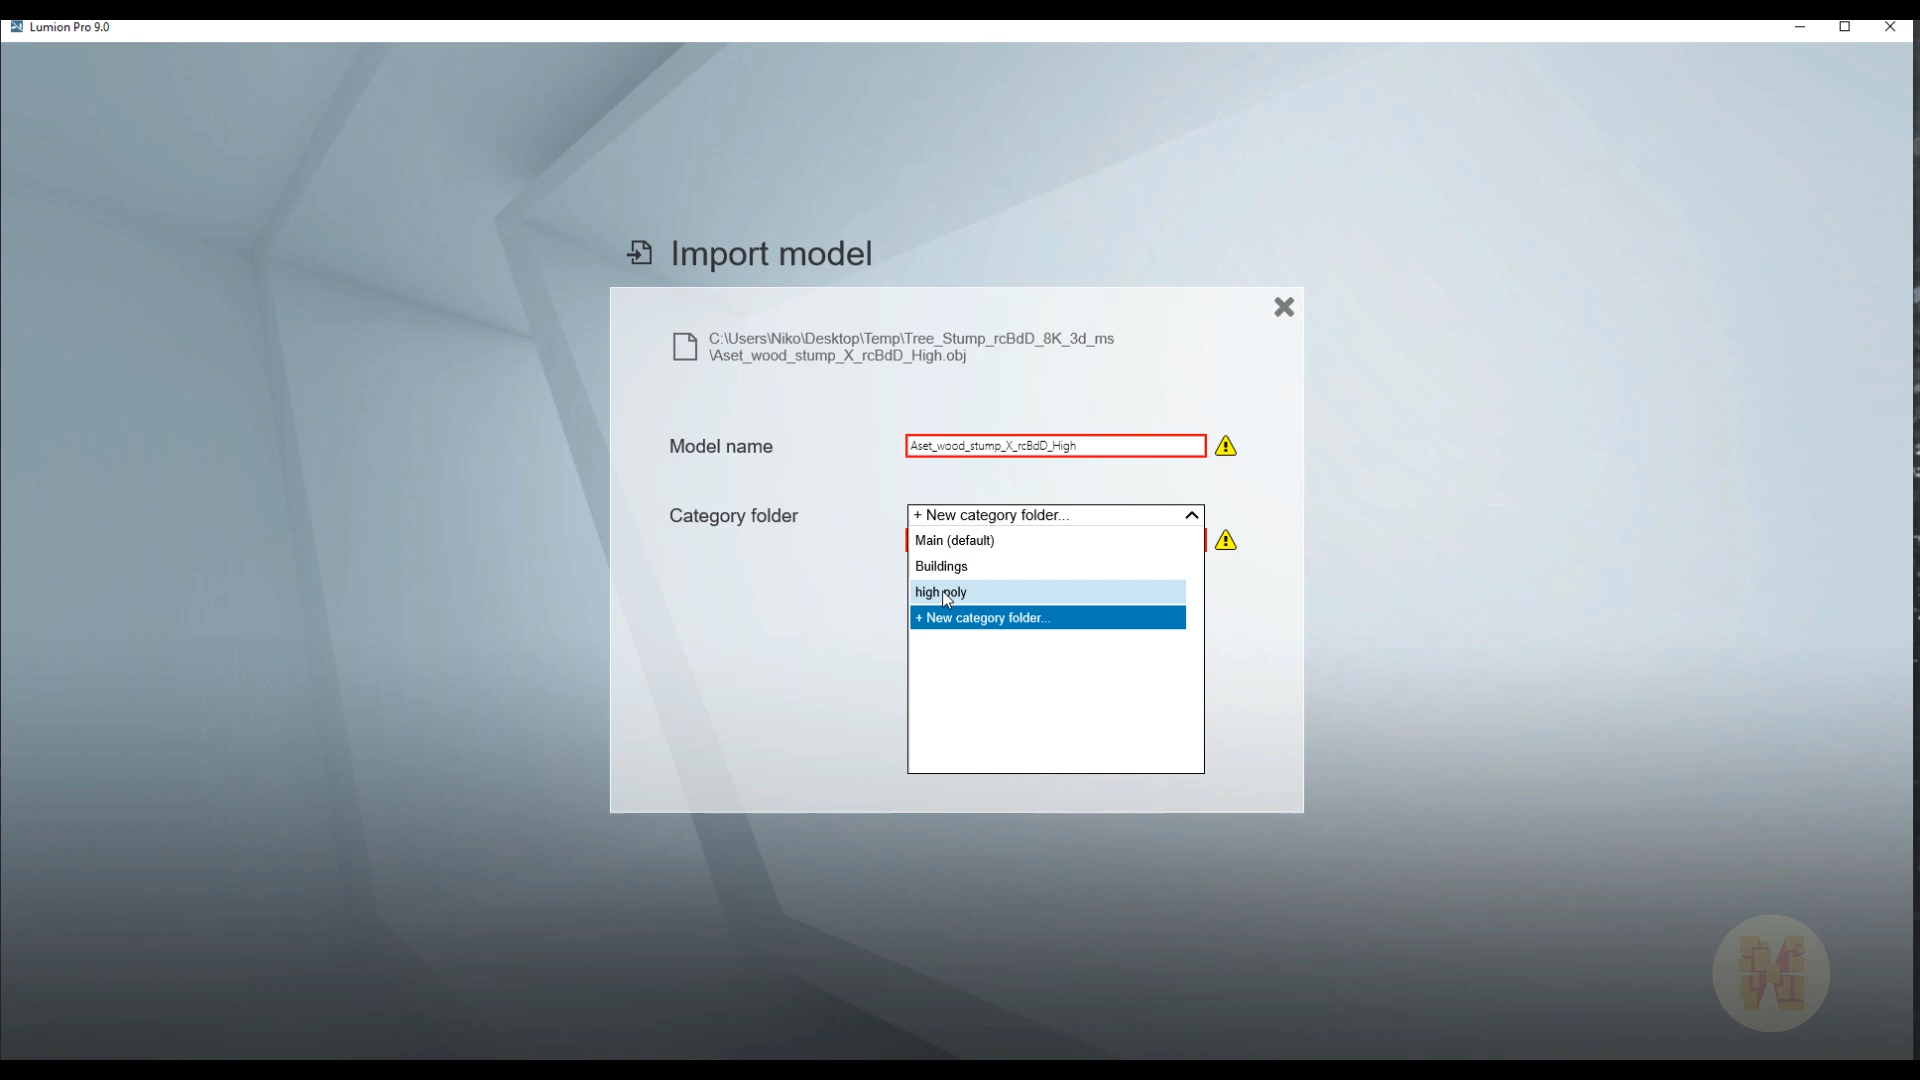 Lumion Pro 9.0
Import model
C:\Users\Niko\Desktop\Temp\Tree_Stump_rcBdD_8K_3d_ms
\Aset_wood_stump_X_rcBdD_High.obj
Model name
Aset_wood_stump_X_rcBdD_High
Category folder
+ New category folder...
Main (default)
Buildings
high poly
+ New category folder...